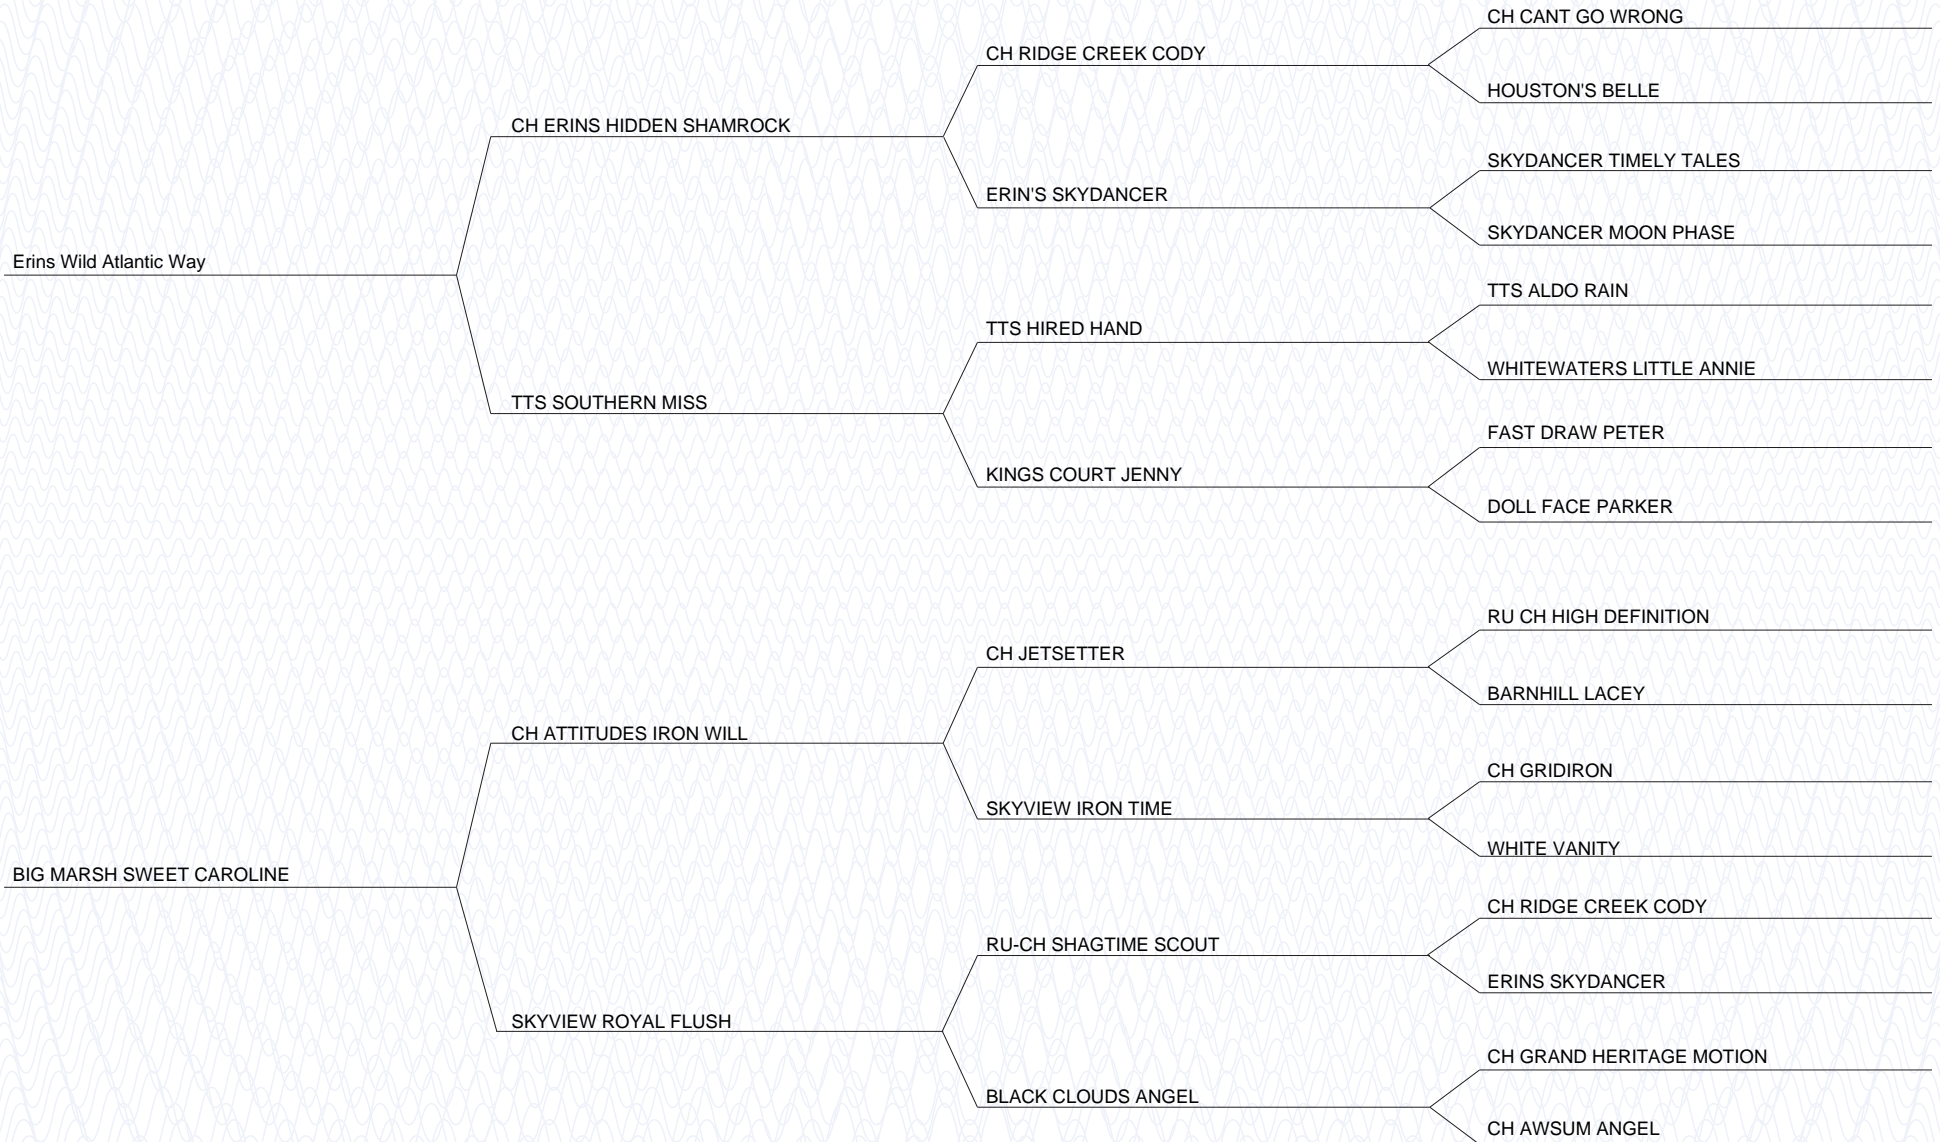 CH CANT GO WRONG
CH RIDGE CREEK CODY
HOUSTON'S BELLE
CH ERINS HIDDEN SHAMROCK
SKYDANCER TIMELY TALES
ERIN'S SKYDANCER
SKYDANCER MOON PHASE
Erins Wild Atlantic Way
TTS ALDO RAIN
TTS HIRED HAND
WHITEWATERS LITTLE ANNIE
TTS SOUTHERN MISS
FAST DRAW PETER
KINGS COURT JENNY
DOLL FACE PARKER
RU CH HIGH DEFINITION
CH JETSETTER
BARNHILL LACEY
CH ATTITUDES IRON WILL
CH GRIDIRON
SKYVIEW IRON TIME
WHITE VANITY
BIG MARSH SWEET CAROLINE
CH RIDGE CREEK CODY
RU-CH SHAGTIME SCOUT
ERINS SKYDANCER
SKYVIEW ROYAL FLUSH
CH GRAND HERITAGE MOTION
BLACK CLOUDS ANGEL
CH AWSUM ANGEL